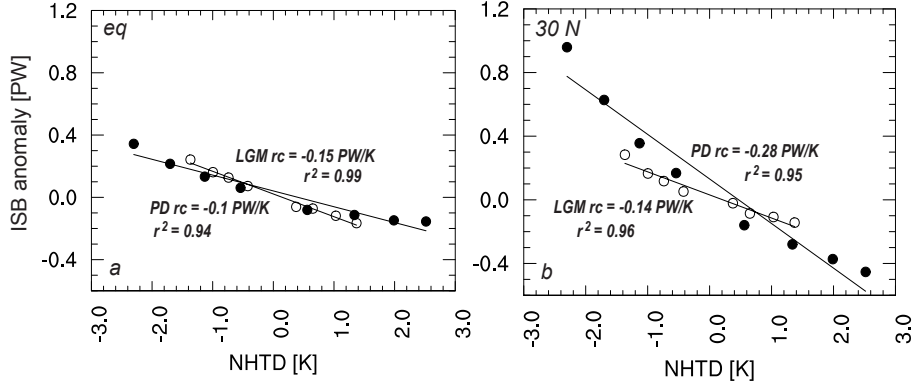 eq
ISB anomaly [PW]
1.2
0.8
0.4
0.0
-0.4
LGM rc = -0.15 PW/K
r² = 0.99
PD rc = -0.1 PW/K
r² = 0.94
a
-3.0
-2.0
-1.0
0.0
1.0
2.0
3.0
NHTD [K]
30 N
1.2
0.8
0.4
0.0
-0.4
PD rc = -0.28 PW/K
r² = 0.95
LGM rc = -0.14 PW/K
r² = 0.96
b
-3.0
-2.0
-1.0
0.0
1.0
2.0
3.0
NHTD [K]